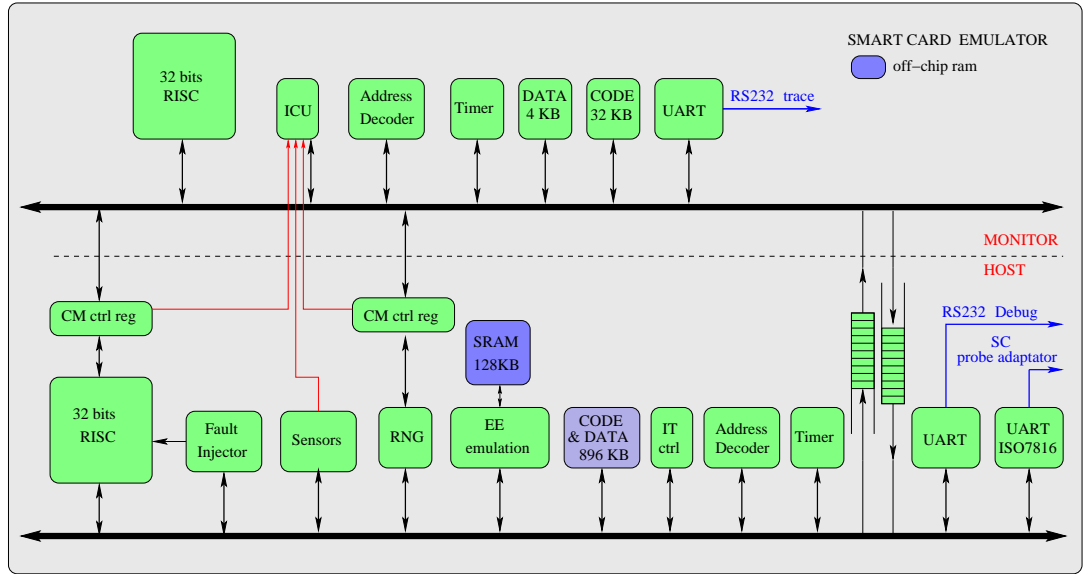 SMART CARD EMULATOR
off-chip ram
32 bits
RISC
ICU
Address
Decoder
Timer
DATA
4 KB
CODE
32 KB
UART
RS232 trace
MONITOR
HOST
CM ctrl reg
CM ctrl reg
SRAM
128KB
RS232 Debug
SC
probe adaptator
32 bits
RISC
Fault
Injector
Sensors
RNG
EE
emulation
CODE
& DATA
896 KB
IT
ctrl
Address
Decoder
Timer
UART
UART
ISO7816